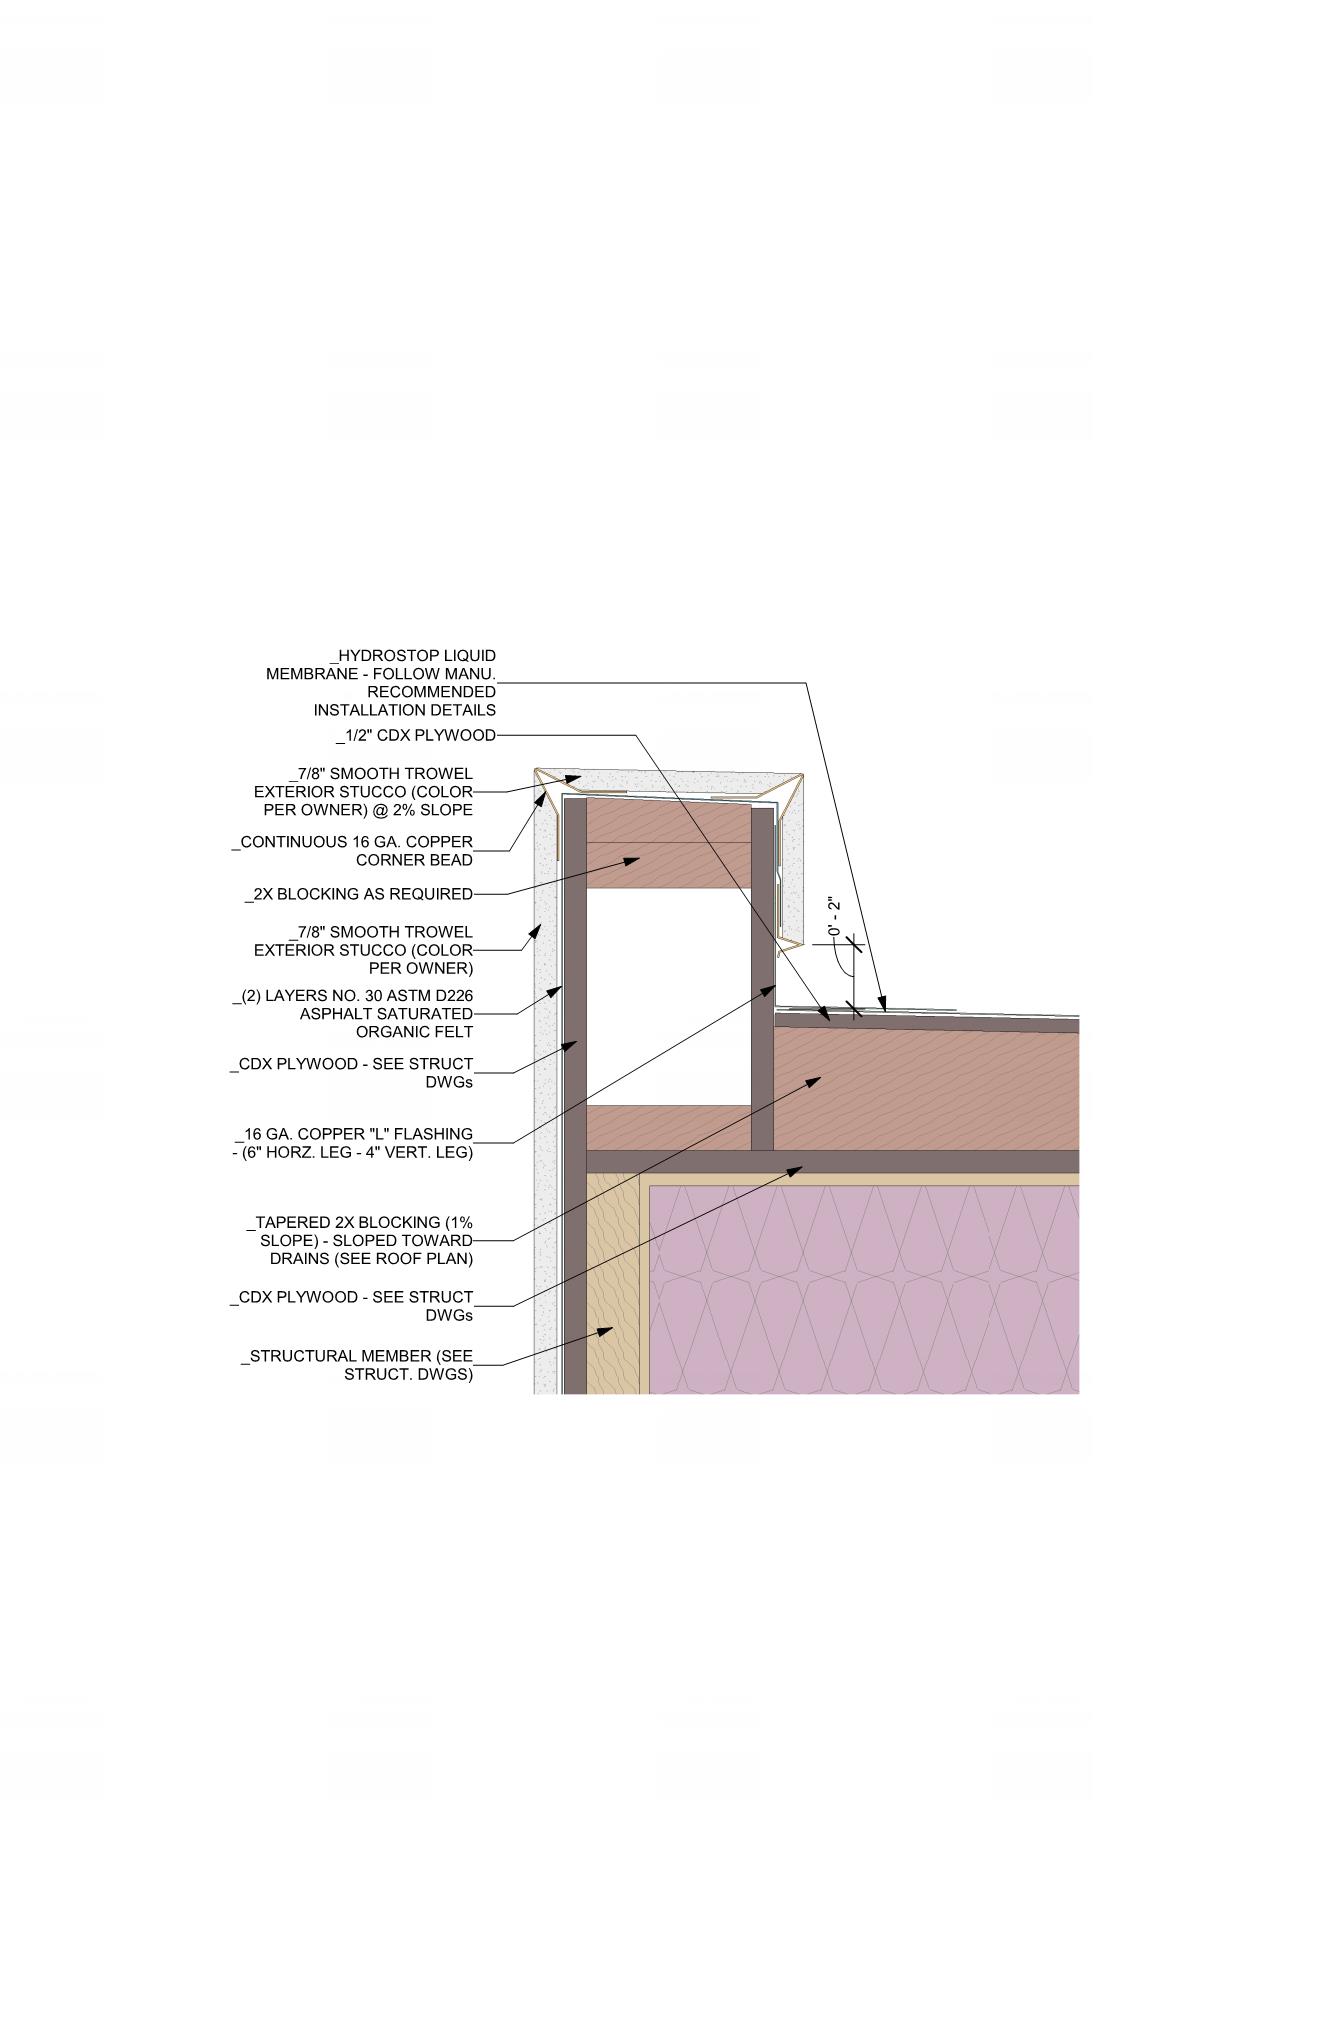 _HYDROSTOP LIQUID
MEMBRANE - FOLLOW MANU.
RECOMMENDED
INSTALLATION DETAILS
_1/2" CDX PLYWOOD
_7/8" SMOOTH TROWEL
EXTERIOR STUCCO (COLOR
PER OWNER) @ 2% SLOPE
_CONTINUOUS 16 GA. COPPER
CORNER BEAD
_2X BLOCKING AS REQUIRED
_7/8" SMOOTH TROWEL
EXTERIOR STUCCO (COLOR
PER OWNER)
_(2) LAYERS NO. 30 ASTM D226
ASPHALT SATURATED
ORGANIC FELT
_CDX PLYWOOD - SEE STRUCT
DWGs
_16 GA. COPPER "L" FLASHING
- (6" HORZ. LEG - 4" VERT. LEG)
_TAPERED 2X BLOCKING (1%
SLOPE) - SLOPED TOWARD
DRAINS (SEE ROOF PLAN)
_CDX PLYWOOD - SEE STRUCT
DWGs
_STRUCTURAL MEMBER (SEE
STRUCT. DWGS)
0' - 2"